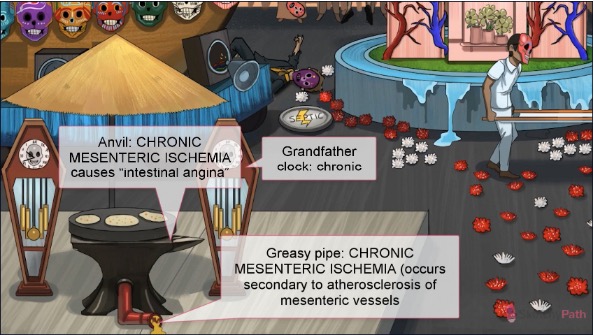 SEPTIC
Anvil: CHRONIC
MESENTERIC ISCHEMIA
causes "intestinal angina"
Grandfather
clock: chronic
Greasy pipe: CHRONIC
MESENTERIC ISCHEMIA (occurs
secondary to atherosclerosis of
mesenteric vessels
Path